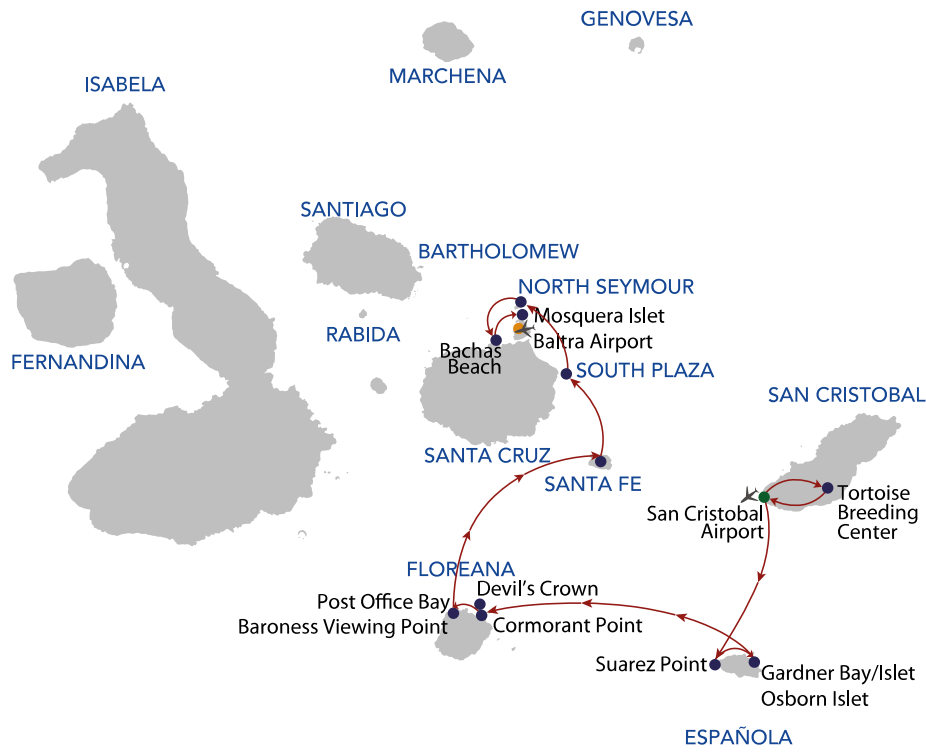 GENOVESA
MARCHENA
ISABELA
SANTIAGO
BARTHOLOMEW
NORTH SEYMOUR
Mosquera Islet
RABIDA
Baltra Airport
FERNANDINA
Bachas
Beach
SOUTH PLAZA
SAN CRISTOBAL
SANTA CRUZ
SANTA FE
Tortoise
Breeding
Center
San Cristobal
Airport
FLOREANA
Devil's Crown
Post Office Bay
Baroness Viewing Point
Cormorant Point
Suarez Point
Gardner Bay/Islet
Osborn Islet
ESPAÑOLA